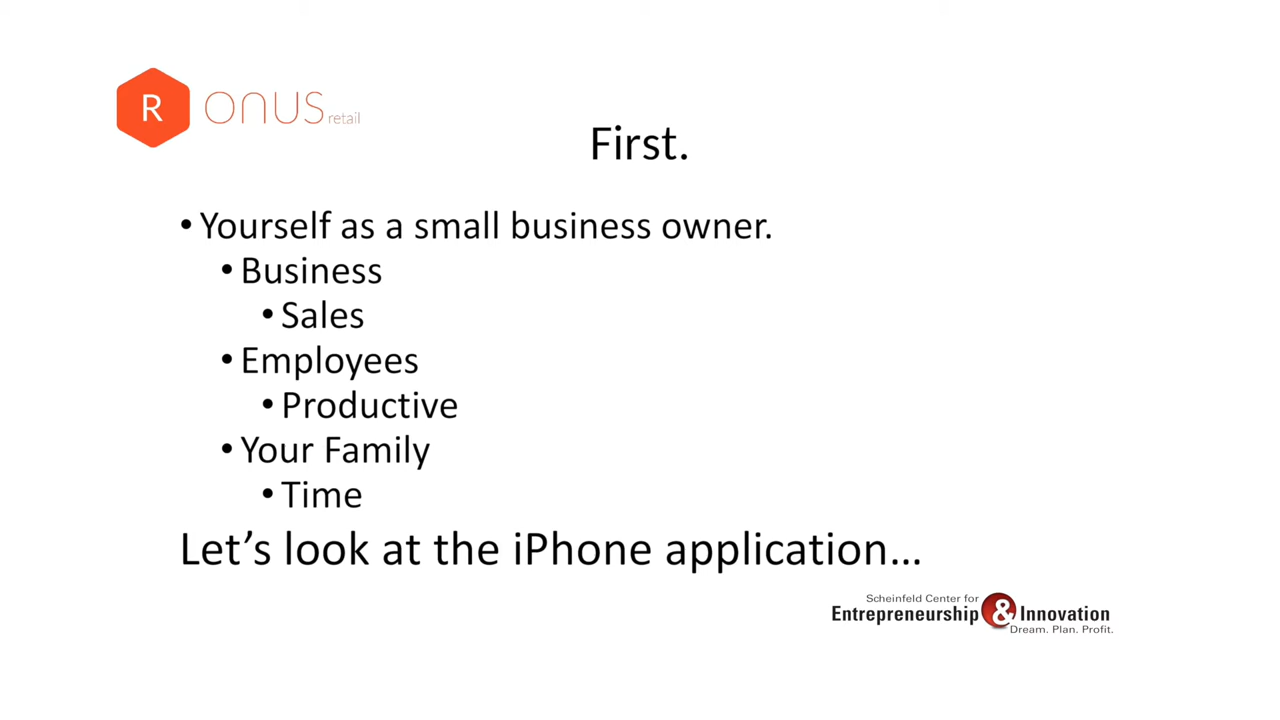 R onus retail
First.
• Yourself as a small business owner.
• Business
• Sales
• Employees
• Productive
• Your Family
• Time
Let's look at the iPhone application...
Scheinfeld Center for
Entrepreneurship & Innovation
Dream. Plan. Profit.